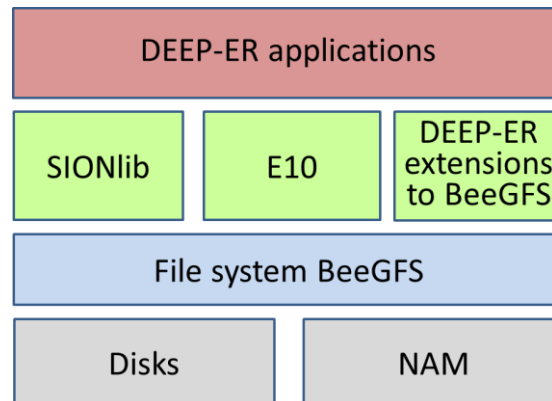 DEEP-ER applications
SIONlib
E10
DEEP-ER
extensions
to BeeGFS
File system BeeGFS
Disks
NAM